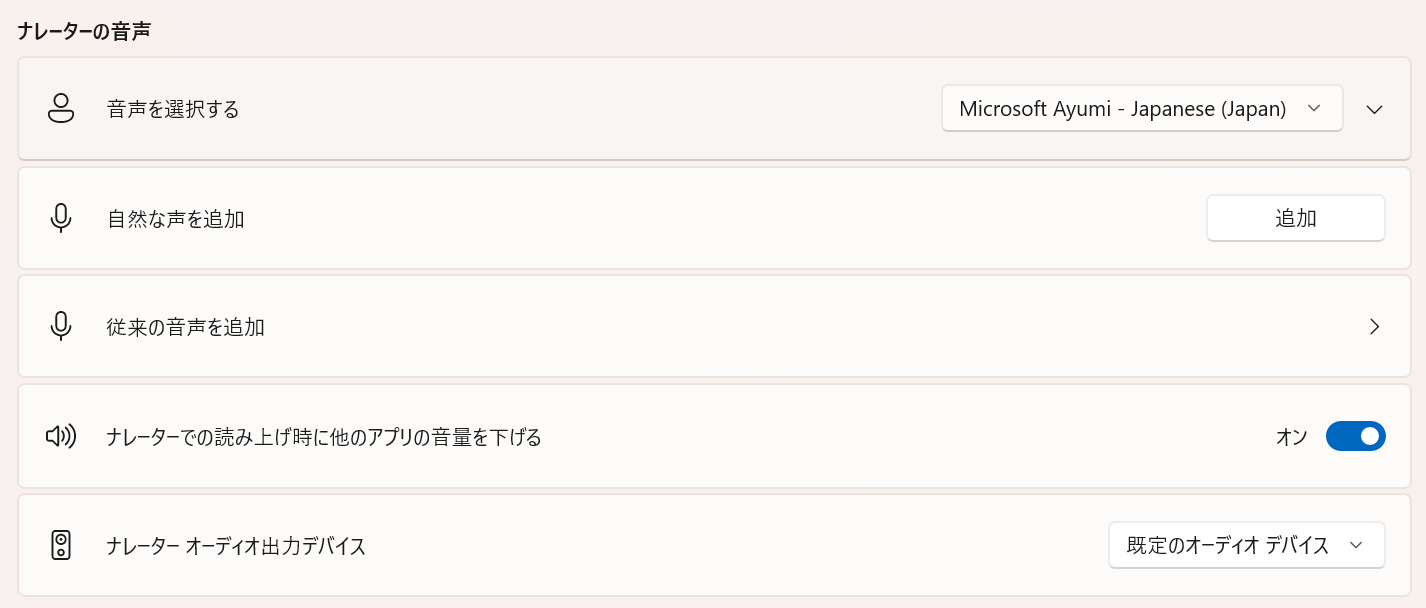 ナレーターの音声
音声を選択する
Microsoft Ayumi - Japanese (Japan)
自然な声を追加
追加
従来の音声を追加
ナレーターでの読み上げ時に他のアプリの音量を下げる
オン
ナレーター オーディオ出力デバイス
既定のオーディオ デバイス